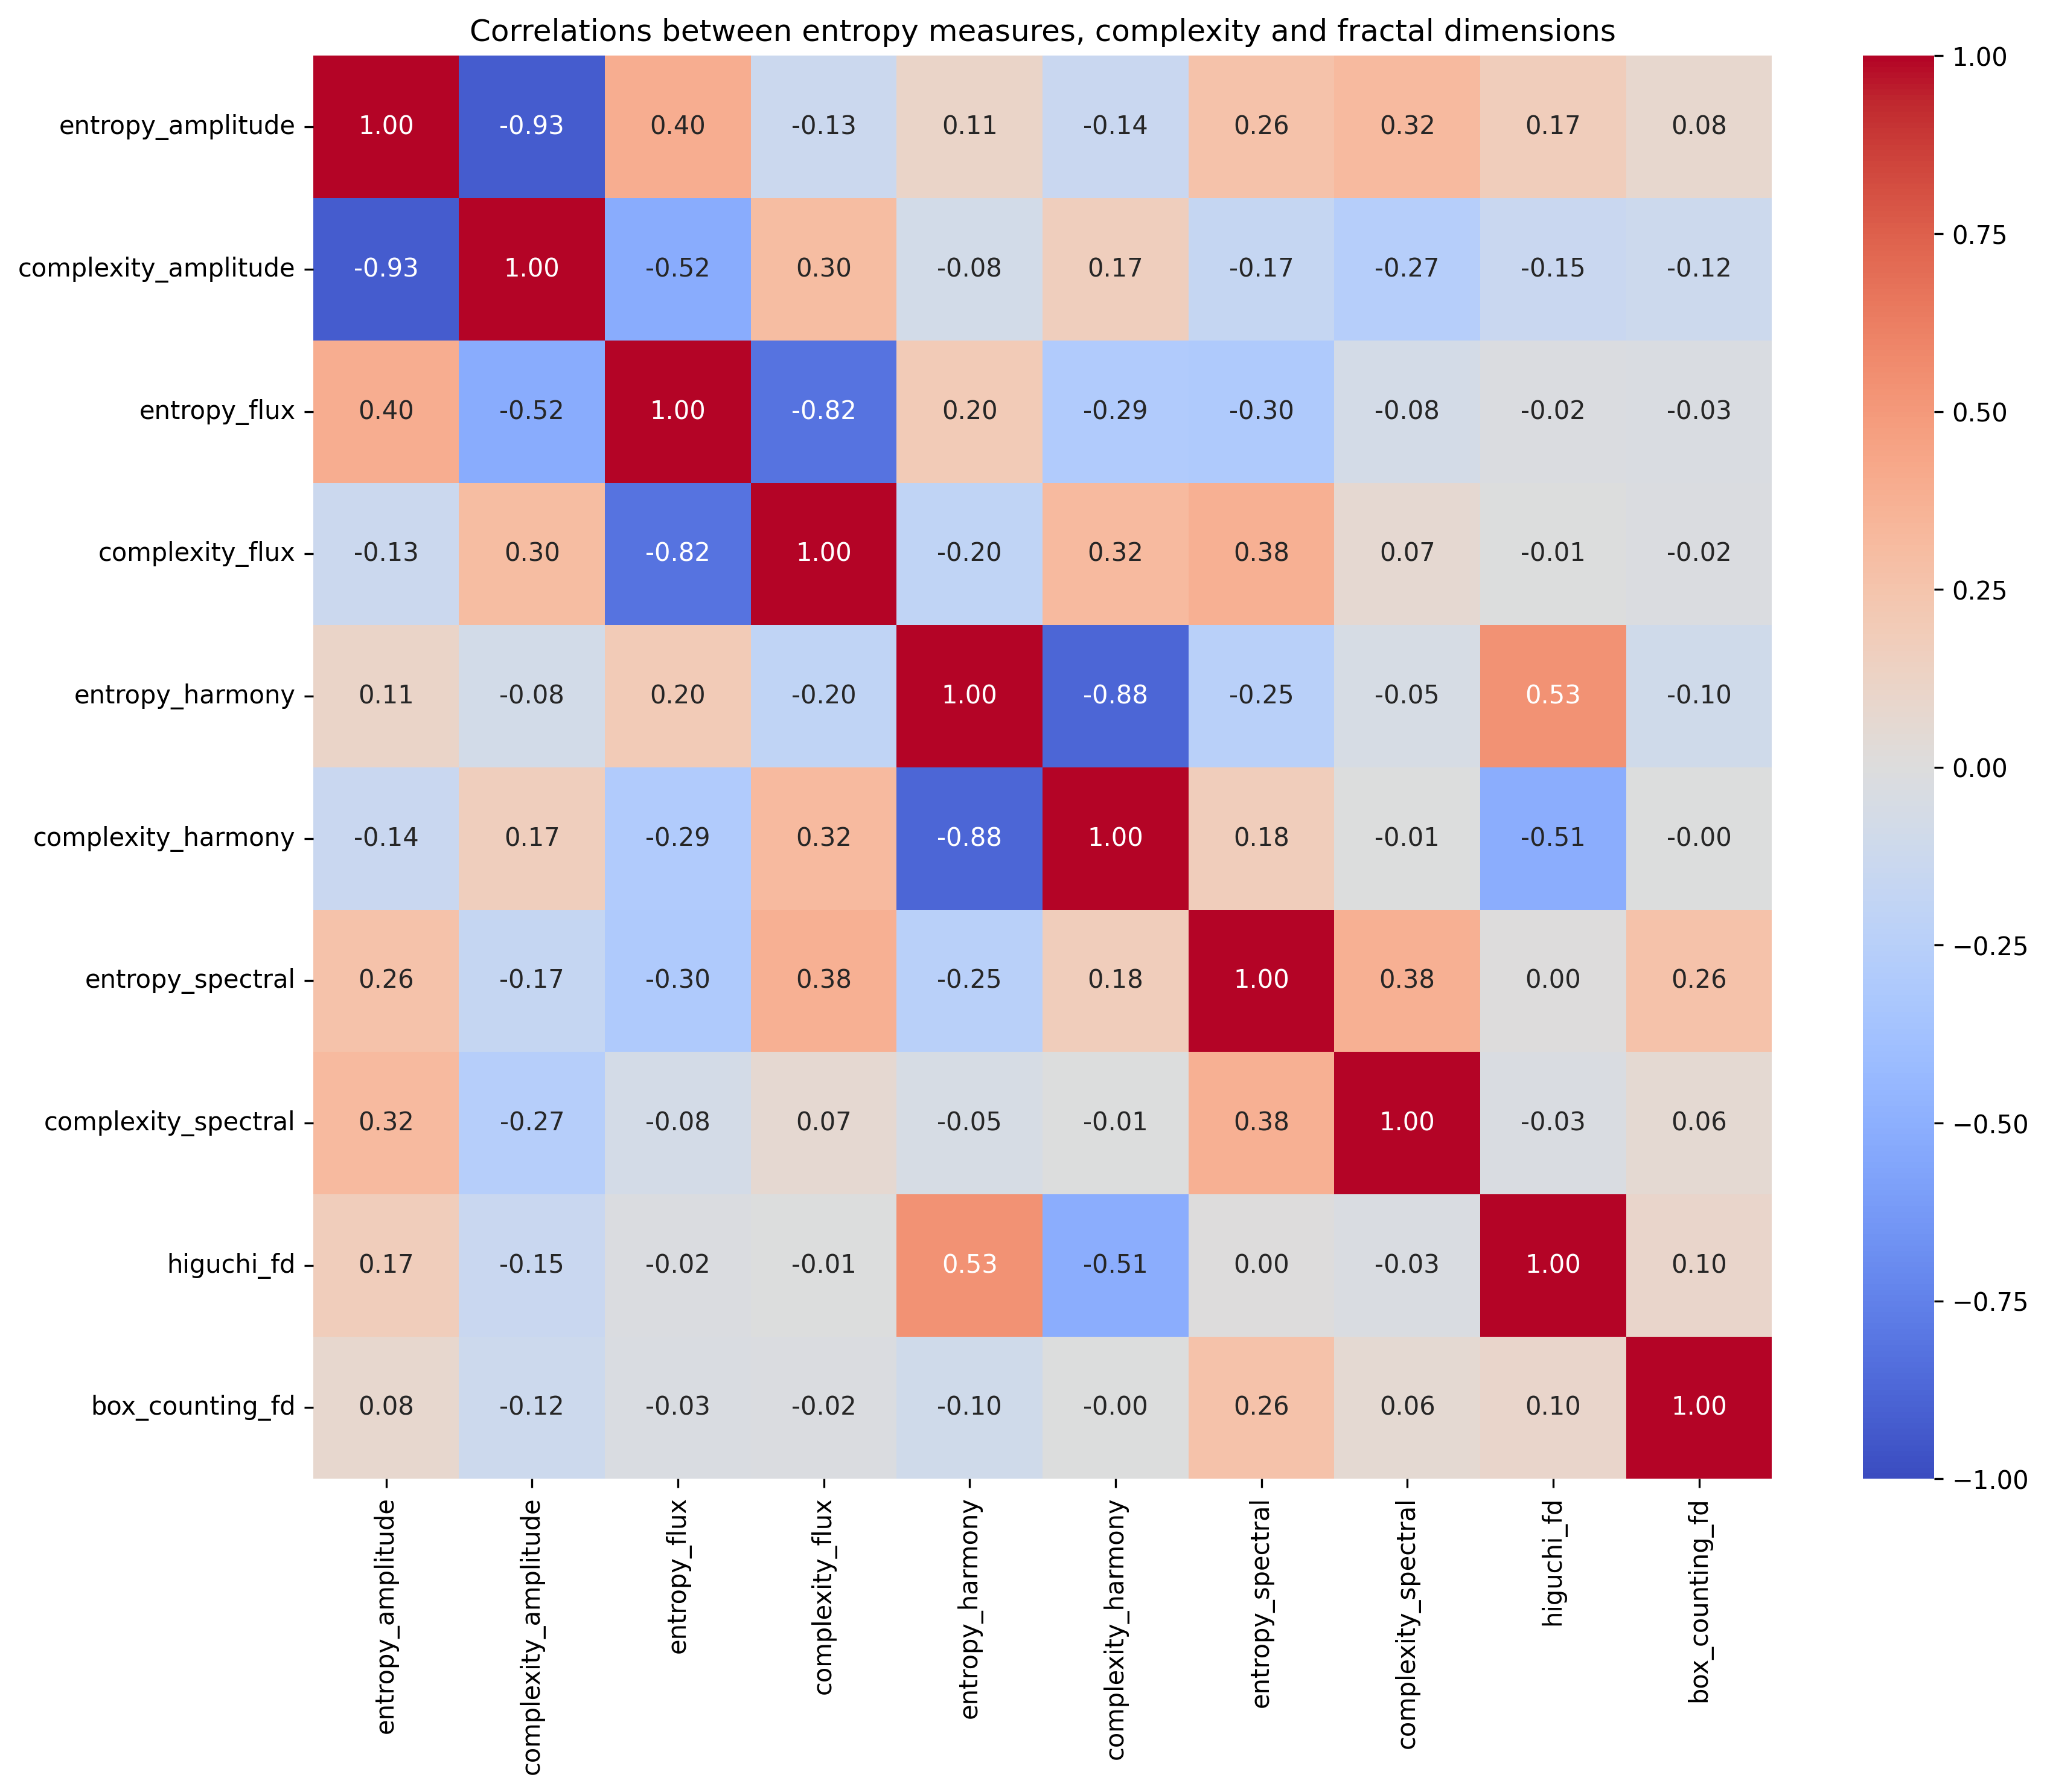 Correlations between entropy measures, complexity and fractal dimensions
entropy_amplitude 1.00 -0.93 0.40 -0.13 0.11 -0.14 0.26 0.32 0.17 0.08
complexity_amplitude -0.93 1.00 -0.52 0.30 -0.08 0.17 -0.17 -0.27 -0.15 -0.12
entropy_flux 0.40 -0.52 1.00 -0.82 0.20 -0.29 -0.30 -0.08 -0.02 -0.03
complexity_flux -0.13 0.30 -0.82 1.00 -0.20 0.32 0.38 0.07 -0.01 -0.02
entropy_harmony 0.11 -0.08 0.20 -0.20 1.00 -0.88 -0.25 -0.05 0.53 -0.10
complexity_harmony -0.14 0.17 -0.29 0.32 -0.88 1.00 0.18 -0.01 -0.51 -0.00
entropy_spectral 0.26 -0.17 -0.30 0.38 -0.25 0.18 1.00 0.38 0.00 0.26
complexity_spectral 0.32 -0.27 -0.08 0.07 -0.05 -0.01 0.38 1.00 -0.03 0.06
higuchi_fd 0.17 -0.15 -0.02 -0.01 0.53 -0.51 0.00 -0.03 1.00 0.10
box_counting_fd 0.08 -0.12 -0.03 -0.02 -0.10 -0.00 0.26 0.06 0.10 1.00
entropy_amplitude
complexity_amplitude
entropy_flux
complexity_flux
entropy_harmony
complexity_harmony
entropy_spectral
complexity_spectral
higuchi_fd
box_counting_fd
1.00
0.75
0.50
0.25
0.00
−0.25
−0.50
−0.75
−1.00